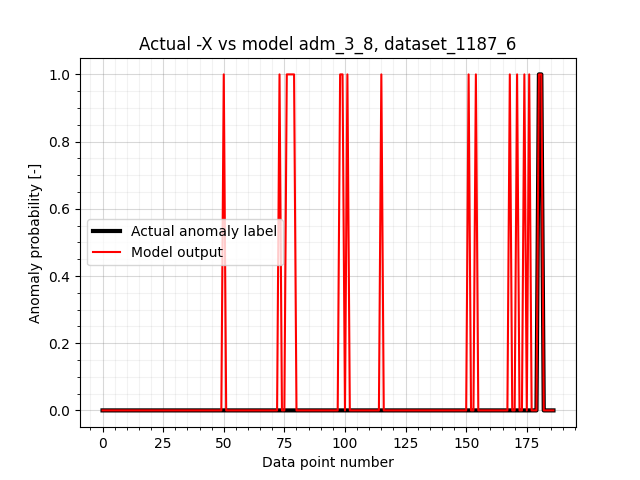 Actual -X vs model adm_3_8, dataset_1187_6
Anomaly probability [-]
1.0
0.8
0.6
0.4
0.2
0.0
Actual anomaly label
Model output
0 25 50 75 100 125 150 175
Data point number